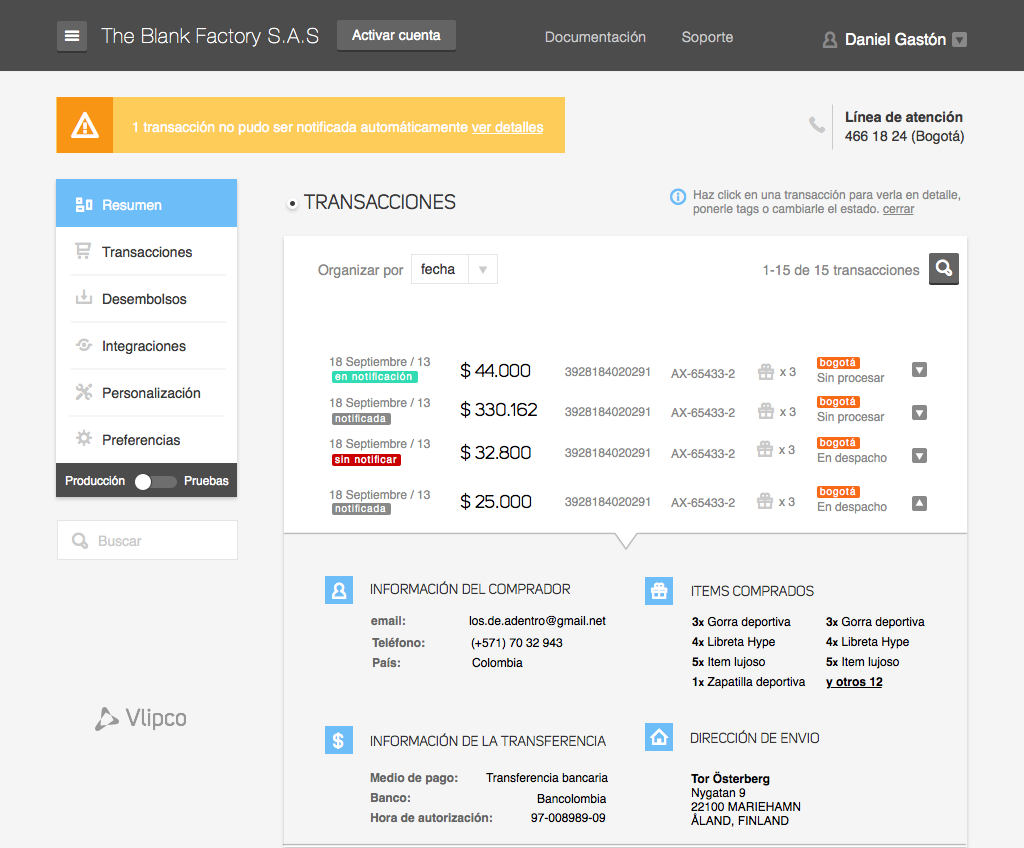 The Blank Factory S.A.S
Activar cuenta
Documentación
Soporte
Daniel Gastón
1 transacción no pudo ser notificada automáticamente ver detalles
Línea de atención
466 18 24 (Bogotá)
Resumen
Transacciones
Desembolsos
Integraciones
Personalización
Preferencias
Producción
Pruebas
Buscar
Vlipco
TRANSACCIONES
Haz click en una transacción para verla en detalle,
ponerle tags o cambiarle el estado. cerrar
Organizar por fecha
1-15 de 15 transacciones
18 Septiembre / 13
en notificación
$ 44.000
3928184020291
AX-65433-2
x 3
bogotá
Sin procesar
18 Septiembre / 13
notificada
$ 330.162
3928184020291
AX-65433-2
x 3
bogotá
Sin procesar
18 Septiembre / 13
sin notificar
$ 32.800
3928184020291
AX-65433-2
x 3
bogotá
En despacho
18 Septiembre / 13
notificada
$ 25.000
3928184020291
AX-65433-2
x 3
bogotá
En despacho
INFORMACIÓN DEL COMPRADOR
email: los.de.adentro@gmail.net
Teléfono: (+571) 70 32 943
País: Colombia
ITEMS COMPRADOS
3x Gorra deportiva
4x Libreta Hype
5x Item lujoso
1x Zapatilla deportiva
3x Gorra deportiva
4x Libreta Hype
5x Item lujoso
y otros 12
INFORMACIÓN DE LA TRANSFERENCIA
Medio de pago: Transferencia bancaria
Banco: Bancolombia
Hora de autorización: 97-008989-09
DIRECCIÓN DE ENVIO
Tor Österberg
Nygatan 9
22100 MARIEHAMN
ÅLAND, FINLAND